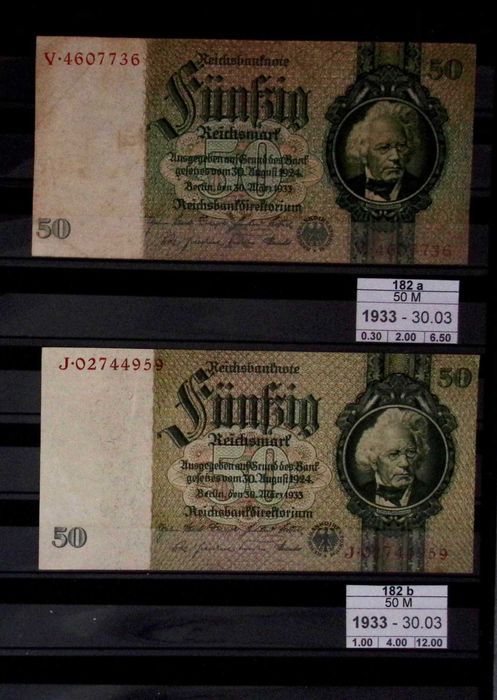 V·4607736
50
Reichsbanknote
Fünfzig
Reichsmark
Ausgegeben auf Grund des Bank
gesetzes vom 30. August 1924
Berlin, den 30. März 1933
Reichsbankdirektorium
50
V·4607736
182 a
50 M
1933 - 30.03
0.30 2.00 6.50
J·02744959
50
Reichsbanknote
Fünfzig
Reichsmark
Ausgegeben auf Grund des Bank
gesetzes vom 30. August 1924
Berlin, den 30. März 1933
Reichsbankdirektorium
50
J·02744959
182 b
50 M
1933 - 30.03
1.00 4.00 12.00